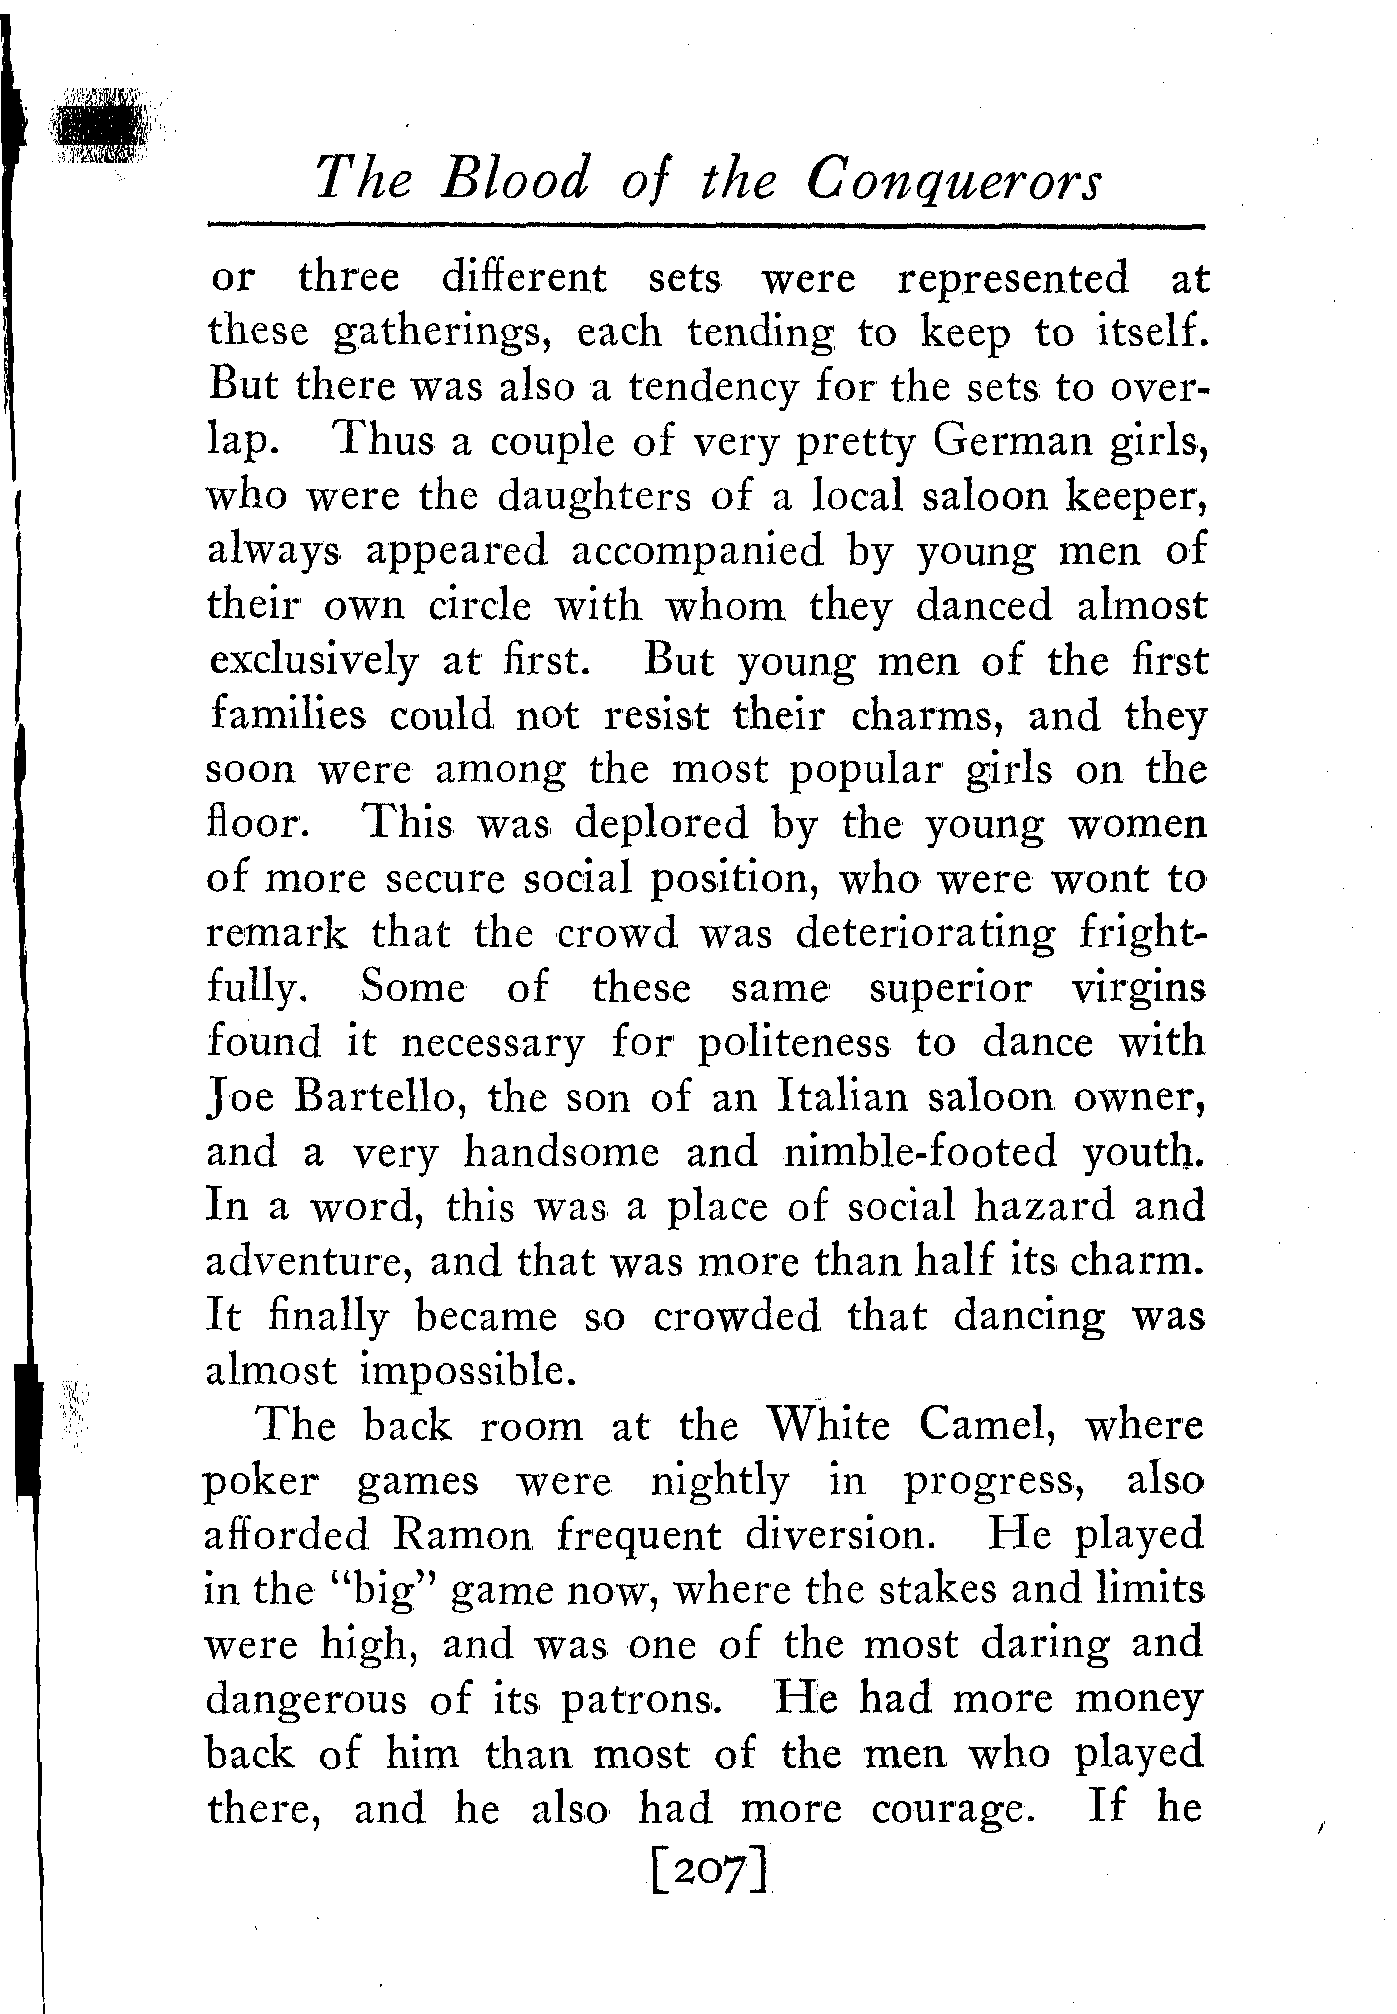 The Blood of the Conquerors
or three different sets were represented at
these gatherings, each tending to keep to itself.
But there was also a tendency for the sets to over-
lap. Thus a couple of very pretty German girls,
who were the daughters of a local saloon keeper,
always appeared accompanied by young men of
their own circle with whom they danced almost
exclusively at first. But young men of the first
families could not resist their charms, and they
soon were among the most popular girls on the
floor. This was deplored by the young women
of more secure social position, who were wont to
remark that the crowd was deteriorating fright-
fully. Some of these same superior virgins
found it necessary for politeness to dance with
Joe Bartello, the son of an Italian saloon owner,
and a very handsome and nimble-footed youth.
In a word, this was a place of social hazard and
adventure, and that was more than half its charm.
It finally became so crowded that dancing was
almost impossible.
The back room at the White Camel, where
poker games were nightly in progress, also
afforded Ramon frequent diversion. He played
in the "big" game now, where the stakes and limits
were high, and was one of the most daring and
dangerous of its patrons. He had more money
back of him than most of the men who played
there, and he also had more courage. If he
[207]